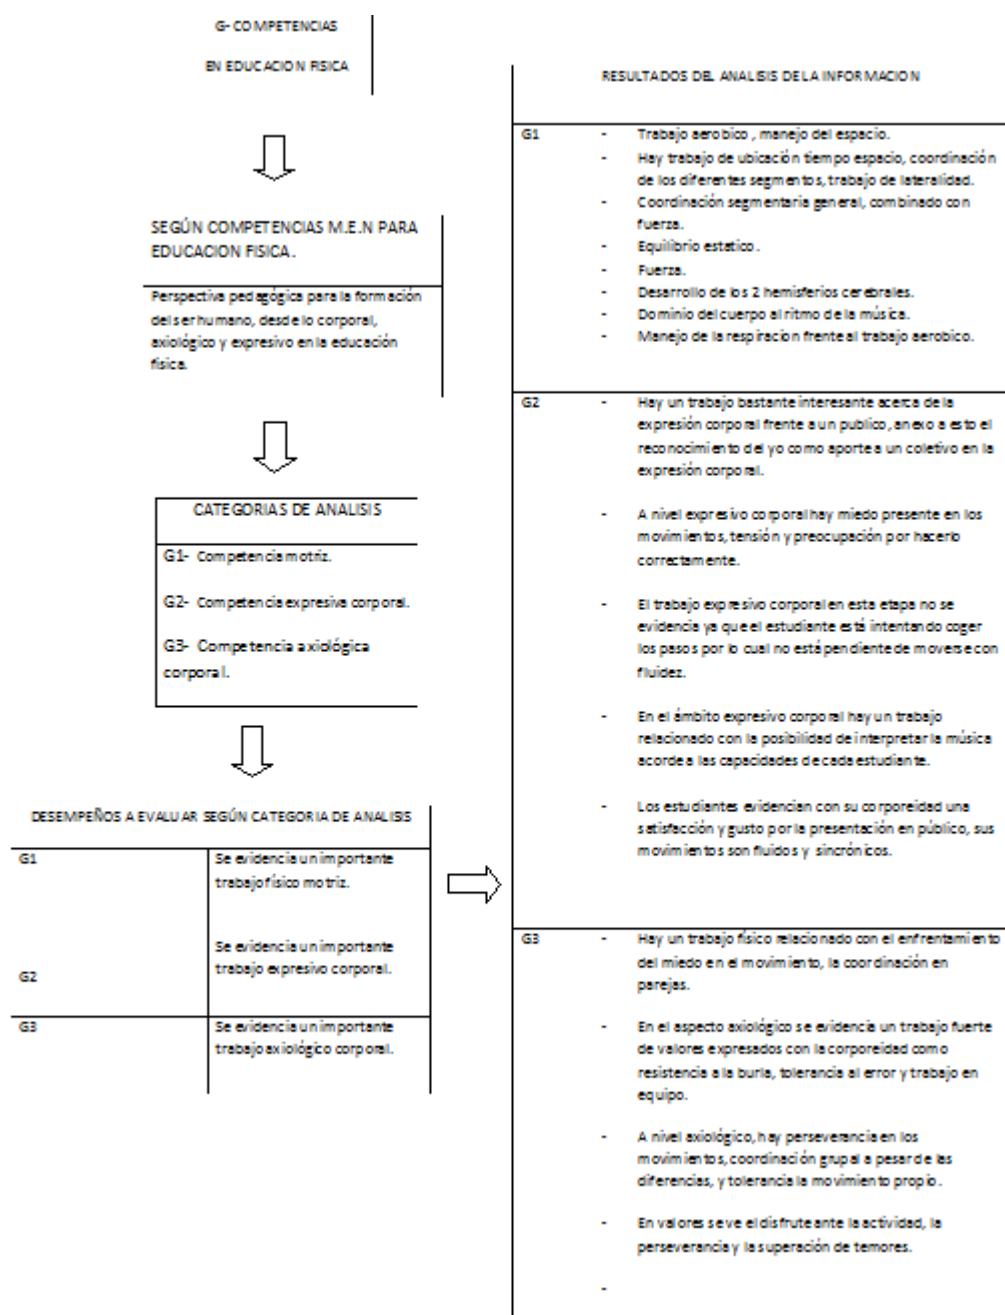 G- COMPETENCIAS
EN EDUCACION FISICA
SEGÚN COMPETENCIAS M.E.N PARA
EDUCACION FISICA.
Perspectiva pedagógica para la formación
del ser humano, desde lo corporal,
axiológico y expresivo en la educación
física.
CATEGORIAS DE ANALISIS
G1- Competencia motriz.
G2- Competencia expresiva corporal.
G3- Competencia axiológica
corporal.
DESEMPEÑOS A EVALUAR SEGÚN CATEGORIA DE ANALISIS
G1
Se evidencia un importante
trabajo físico motriz.
G2
Se evidencia un importante
trabajo expresivo corporal.
G3
Se evidencia un importante
trabajo axiológico corporal.
RESULTADOS DEL ANALISIS DE LA INFORMACION
G1
- Trabajo aerobico , manejo del espacio.
- Hay trabajo de ubicación tiempo espacio, coordinación
de los diferentes segmentos, trabajo de lateralidad.
- Coordinación segmentaria general, combinado con
fuerza.
- Equilibrio estetico .
- Fuerza.
- Desarrollo de los 2 hemisferios cerebrales.
- Dominio del cuerpo al ritmo de la música.
- Manejo de la respiracion frente al trabajo aerobico.
G2
- Hay un trabajo bastante interesante acerca de la
expresión corporal frente a un publico, anexo a esto el
reconocimiento del yo como aporte a un coletivo en la
expresión corporal.
- A nivel expresivo corporal hay miedo presente en los
movimientos, tensión y preocupación por hacerlo
correctamente.
- El trabajo expresivo corporal en esta etapa no se
evidencia ya que el estudiante está intentando coger
los pasos por lo cual no está pendiente de moverse con
fluidez.
- En el ámbito expresivo corporal hay un trabajo
relacionado con la posibilidad de interpretar la música
acorde a las capacidades de cada estudiante.
- Los estudiantes evidencian con su corporeidad una
satisfacción y gusto por la presentación en público, sus
movimientos son fluidos y sincrónicos.
G3
- Hay un trabajo físico relacionado con el enfrentamiento
del miedo en el movimiento, la coordinación en
parejas.
- En el aspecto axiológico se evidencia un trabajo fuerte
de valores expresados con la corporeidad como
resistencia a la burla, tolerancia al error y trabajo en
equipo.
- A nivel axiológico, hay perseverancia en los
movimientos, coordinación grupal a pesar de las
diferencias, y tolerancia la movimiento propio.
- En valores se ve el disfrute ante la actividad, la
perseverancia y la superación de temores.
-